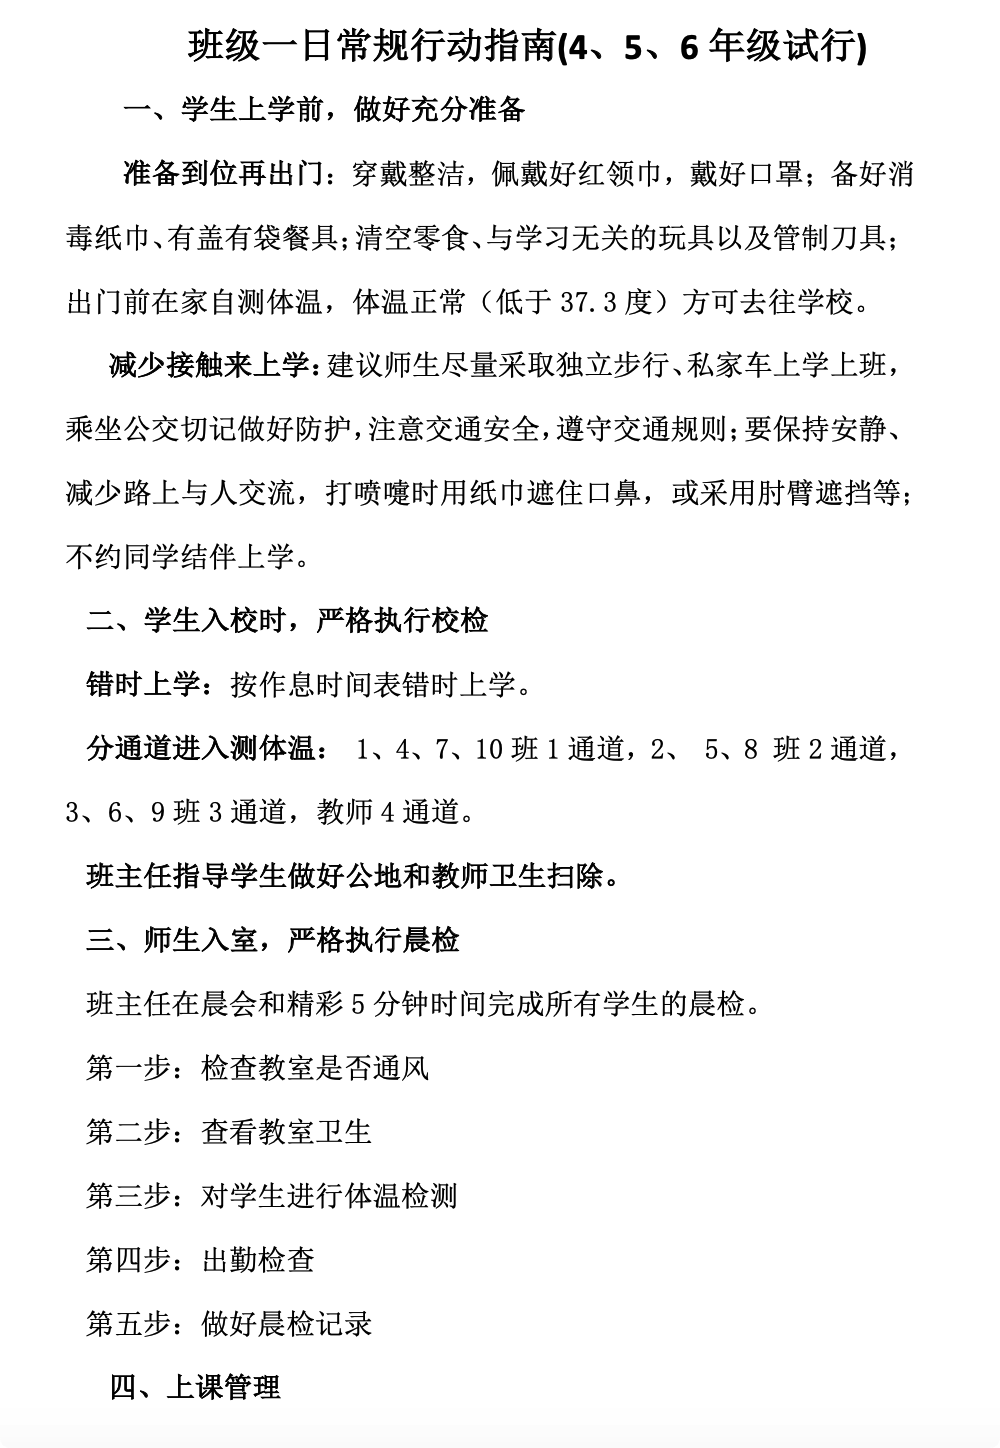 班级一日常规行动指南(4、5、6 年级试行)
一、学生上学前，做好充分准备
准备到位再出门：穿戴整洁，佩戴好红领巾，戴好口罩；备好消
毒纸巾、有盖有袋餐具；清空零食、与学习无关的玩具以及管制刀具；
出门前在家自测体温，体温正常（低于 37.3 度）方可去往学校。
减少接触来上学：建议师生尽量采取独立步行、私家车上学上班，
乘坐公交切记做好防护，注意交通安全，遵守交通规则；要保持安静、
减少路上与人交流，打喷嚏时用纸巾遮住口鼻，或采用肘臂遮挡等；
不约同学结伴上学。
二、学生入校时，严格执行校检
错时上学：按作息时间表错时上学。
分通道进入测体温： 1、4、7、10 班 1 通道，2、 5、8 班 2 通道，
3、6、9 班 3 通道，教师 4 通道。
班主任指导学生做好公地和教师卫生扫除。
三、师生入室，严格执行晨检
班主任在晨会和精彩 5 分钟时间完成所有学生的晨检。
第一步：检查教室是否通风
第二步：查看教室卫生
第三步：对学生进行体温检测
第四步：出勤检查
第五步：做好晨检记录
四、上课管理